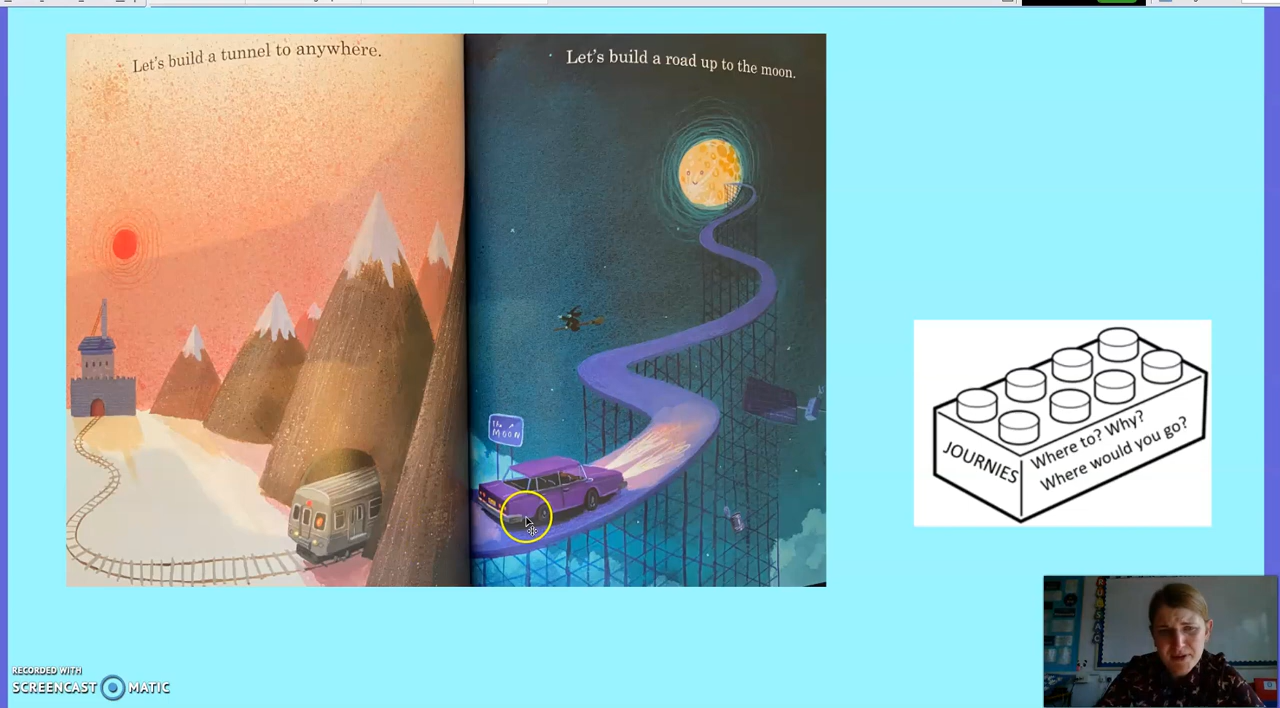 Let's build a tunnel to anywhere.
Let's build a road up to the moon.
The
MOON
JOURNIES
Where to? Why?
Where would you go?
RECORDED WITH
SCREENCAST MATIC